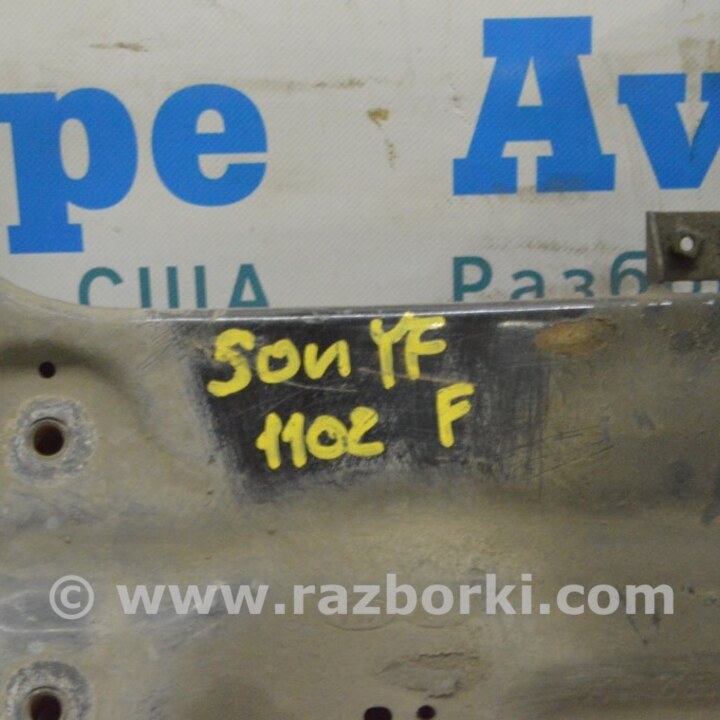 pe Av
США Разб
SON YF
1102 F
© www.razborki.com